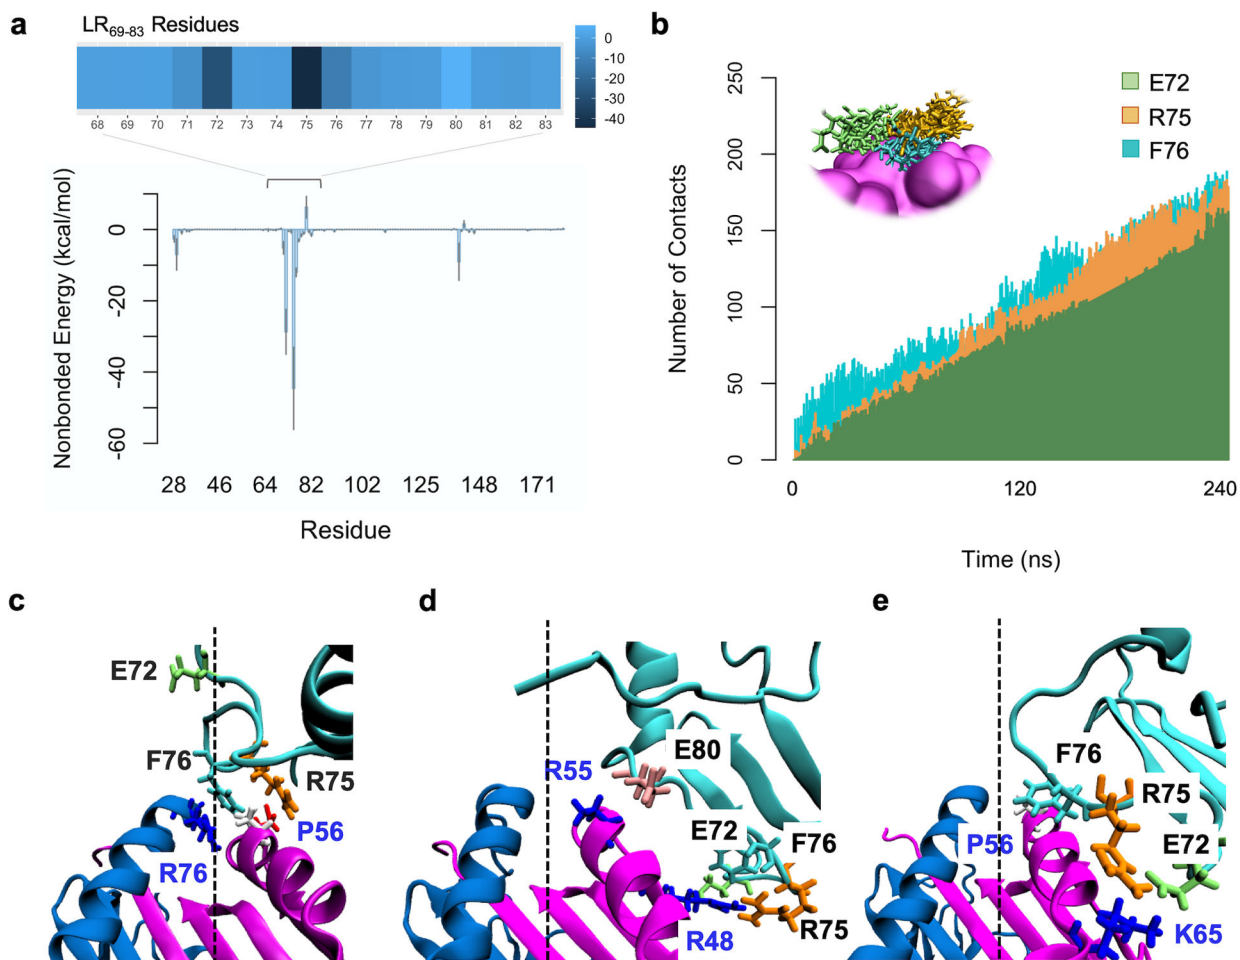 a
LR69-83 Residues
0
-10
-20
-30
-40
68 69 70 71 72 73 74 75 76 77 78 79 80 81 82 83
Nonbonded Energy (kcal/mol)
0
-20
-40
-60
28 46 64 82 102 125 148 171
Residue
b
Number of Contacts
250
200
150
100
50
0
E72
R75
F76
0 120 240
Time (ns)
c
E72
F76
R75
P56
R76
d
R55
E80
E72
F76
R48
R75
e
F76
R75
P56
E72
K65